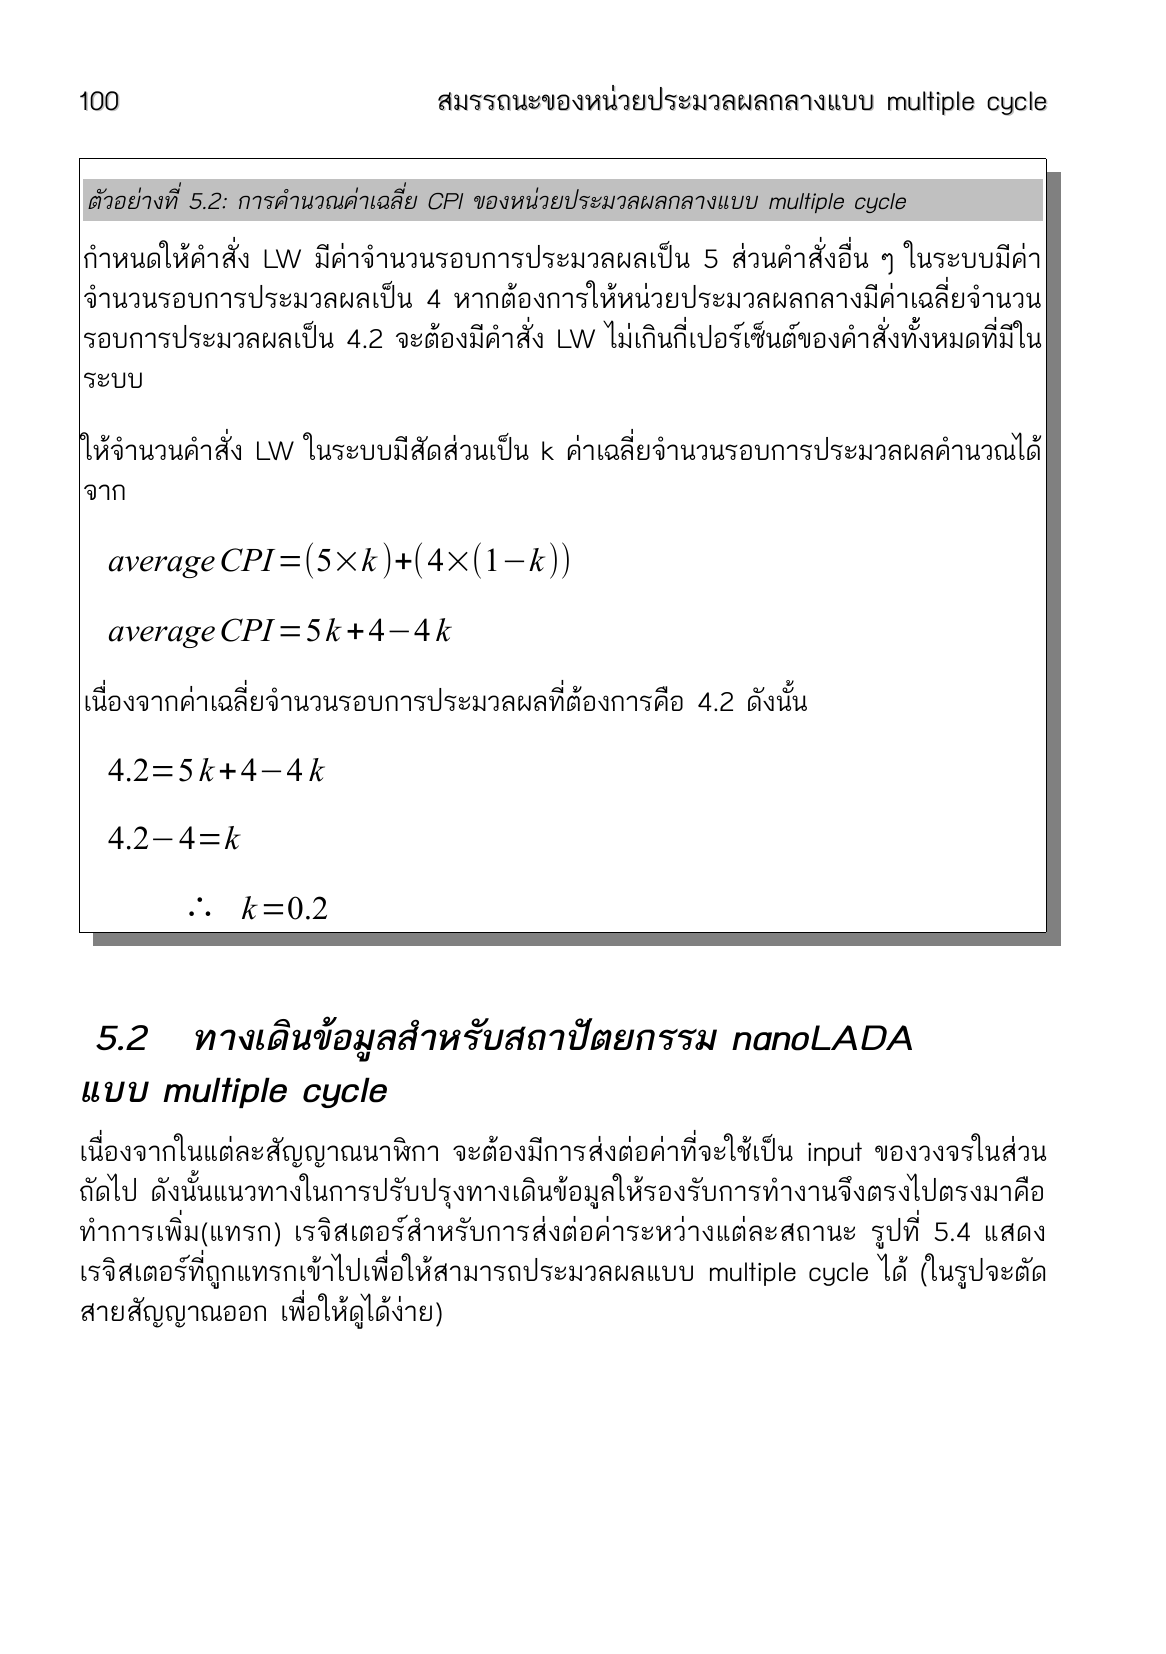 100 สมรรถนะของหน่วยประมวลผลกลางแบบ multiple cycle
ตัวอย่างที่ 5.2: การคำนวณค่าเฉลี่ย CPI ของหน่วยประมวลผลกลางแบบ multiple cycle
กำหนดให้คำสั่ง LW มีค่าจำนวนรอบการประมวลผลเป็น 5 ส่วนคำสั่งอื่น ๆ ในระบบมีค่า
จำนวนรอบการประมวลผลเป็น 4 หากต้องการให้หน่วยประมวลผลกลางมีค่าเฉลี่ยจำนวน
รอบการประมวลผลเป็น 4.2 จะต้องมีคำสั่ง LW ไม่เกินกี่เปอร์เซ็นต์ของคำสั่งทั้งหมดที่มีใน
ระบบ
ให้จำนวนคำสั่ง LW ในระบบมีสัดส่วนเป็น k ค่าเฉลี่ยจำนวนรอบการประมวลผลคำนวณได้
จาก
average CPI=(5×k)+(4×(1−k))
average CPI=5k+4−4k
เนื่องจากค่าเฉลี่ยจำนวนรอบการประมวลผลที่ต้องการคือ 4.2 ดังนั้น
4.2=5k+4−4k
4.2−4=k
∴ k=0.2
5.2 ทางเดินข้อมูลสำหรับสถาปัตยกรรม nanoLADA
แบบ multiple cycle
เนื่องจากในแต่ละสัญญาณนาฬิกา จะต้องมีการส่งต่อค่าที่จะใช้เป็น input ของวงจรในส่วน
ถัดไป ดังนั้นแนวทางในการปรับปรุงทางเดินข้อมูลให้รองรับการทำงานจึงตรงไปตรงมาคือ
ทำการเพิ่ม(แทรก) เรจิสเตอร์สำหรับการส่งต่อค่าระหว่างแต่ละสถานะ รูปที่ 5.4 แสดง
เรจิสเตอร์ที่ถูกแทรกเข้าไปเพื่อให้สามารถประมวลผลแบบ multiple cycle ได้ (ในรูปจะตัด
สายสัญญาณออก เพื่อให้ดูได้ง่าย)